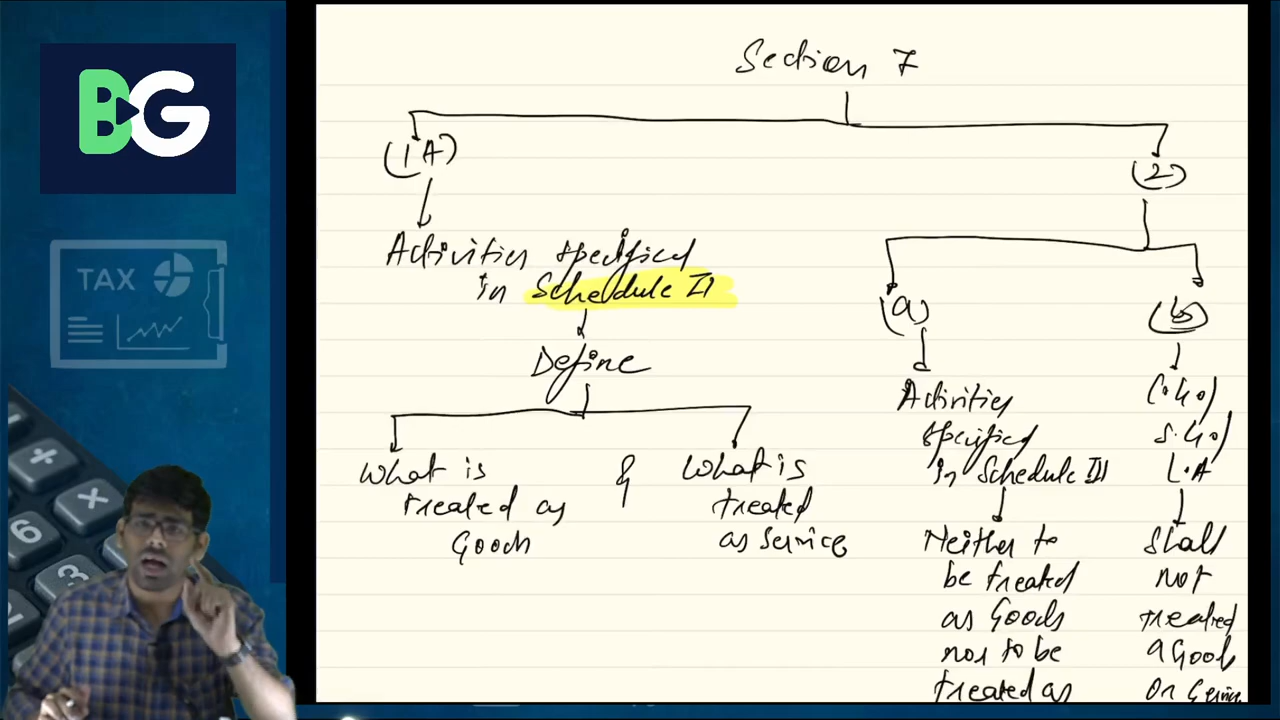 BG
TAX
Section 7
(1A)
(2)
Activities specified
in Schedule II
Define
What is
treated as
Goods
&
What is
treated
as Service
(a)
Activities
specified
in Schedule III
Neither to
be treated
as Goods
nor to be
treated as
(b)
C.G,
S.G,
L.A
Shall
not
treated
a Good
or Service